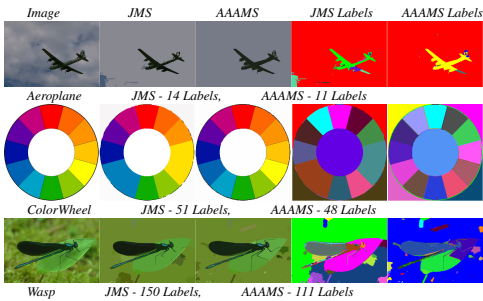 Image JMS AAAMS JMS Labels AAAMS Labels
Aeroplane JMS - 14 Labels, AAAMS - 11 Labels
ColorWheel JMS - 51 Labels, AAAMS - 48 Labels
Wasp JMS - 150 Labels, AAAMS - 111 Labels